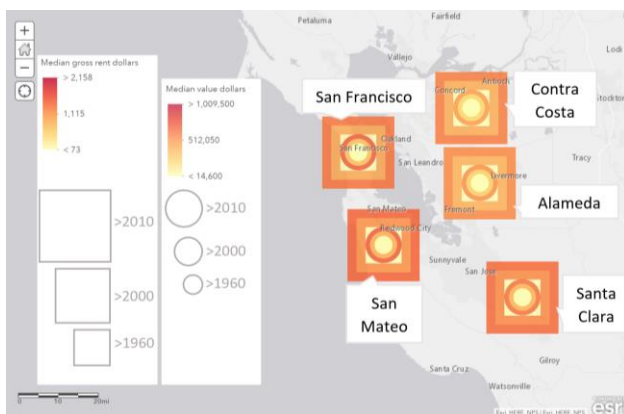 Petaluma
Fairfield
Vallejo
Lodi
Concord
Antioch
Stockton
Oakland
San Francisco
San Leandro
Tracy
Livermore
San Mateo
Fremont
Redwood City
Sunnyvale
San Jose
Santa Cruz
Gilroy
Watsonville
+
−
Median gross rent dollars
> 2,158
1,115
< 73
>2010
>2000
>1960
Median value dollars
> 1,009,500
512,050
< 14,600
>2010
>2000
>1960
San Francisco
Contra
Costa
Alameda
San
Mateo
Santa
Clara
0
10
20mi
esri